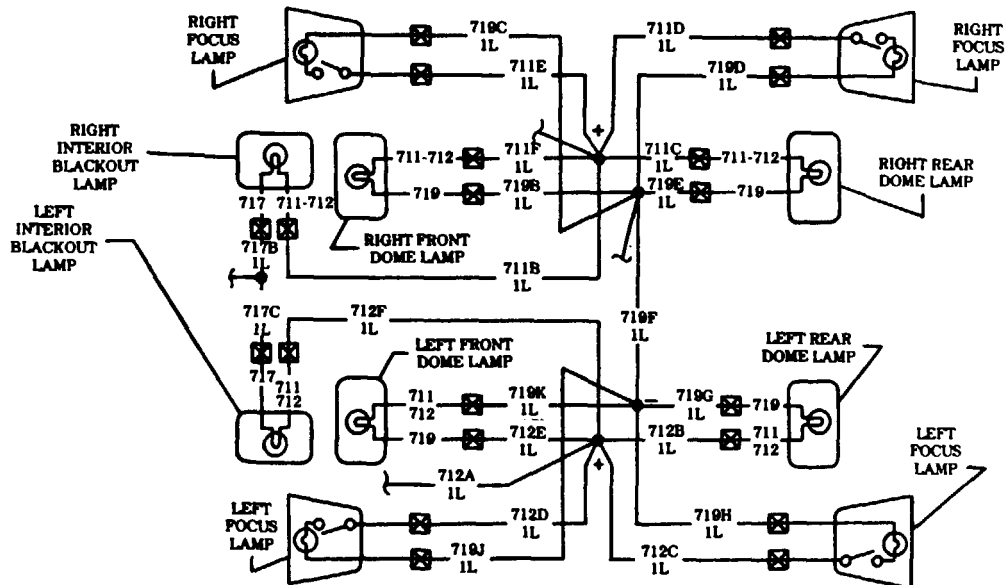 RIGHT
FOCUS
LAMP
719C
1L
711E
1L
711D
1L
719D
1L
RIGHT
FOCUS
LAMP
RIGHT
INTERIOR
BLACKOUT
LAMP
717
711-712
711-712
719
711F
1L
719B
1L
+
711C
1L
719E
1L
711-712
719
RIGHT REAR
DOME LAMP
RIGHT FRONT
DOME LAMP
LEFT
INTERIOR
BLACKOUT
LAMP
717B
1L
711B
1L
717C
1L
712F
1L
719F
1L
717
711
712
LEFT FRONT
DOME LAMP
LEFT REAR
DOME LAMP
711
712
719
719K
1L
712E
1L
−
+
719G
1L
712B
1L
719
711
712
712A
1L
LEFT
FOCUS
LAMP
712D
1L
719J
1L
719H
1L
712C
1L
LEFT
FOCUS
LAMP